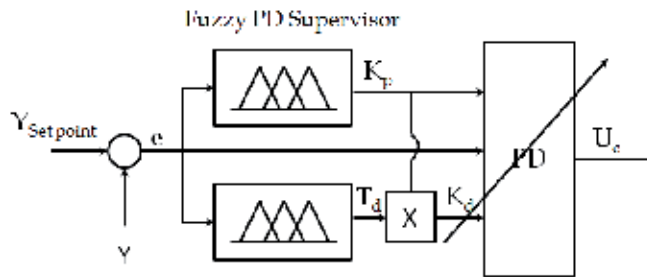 Fuzzy PD Supervisor
K_p
Y_Setpoint
e
PD
U_c
T_d
X
K_d
Y